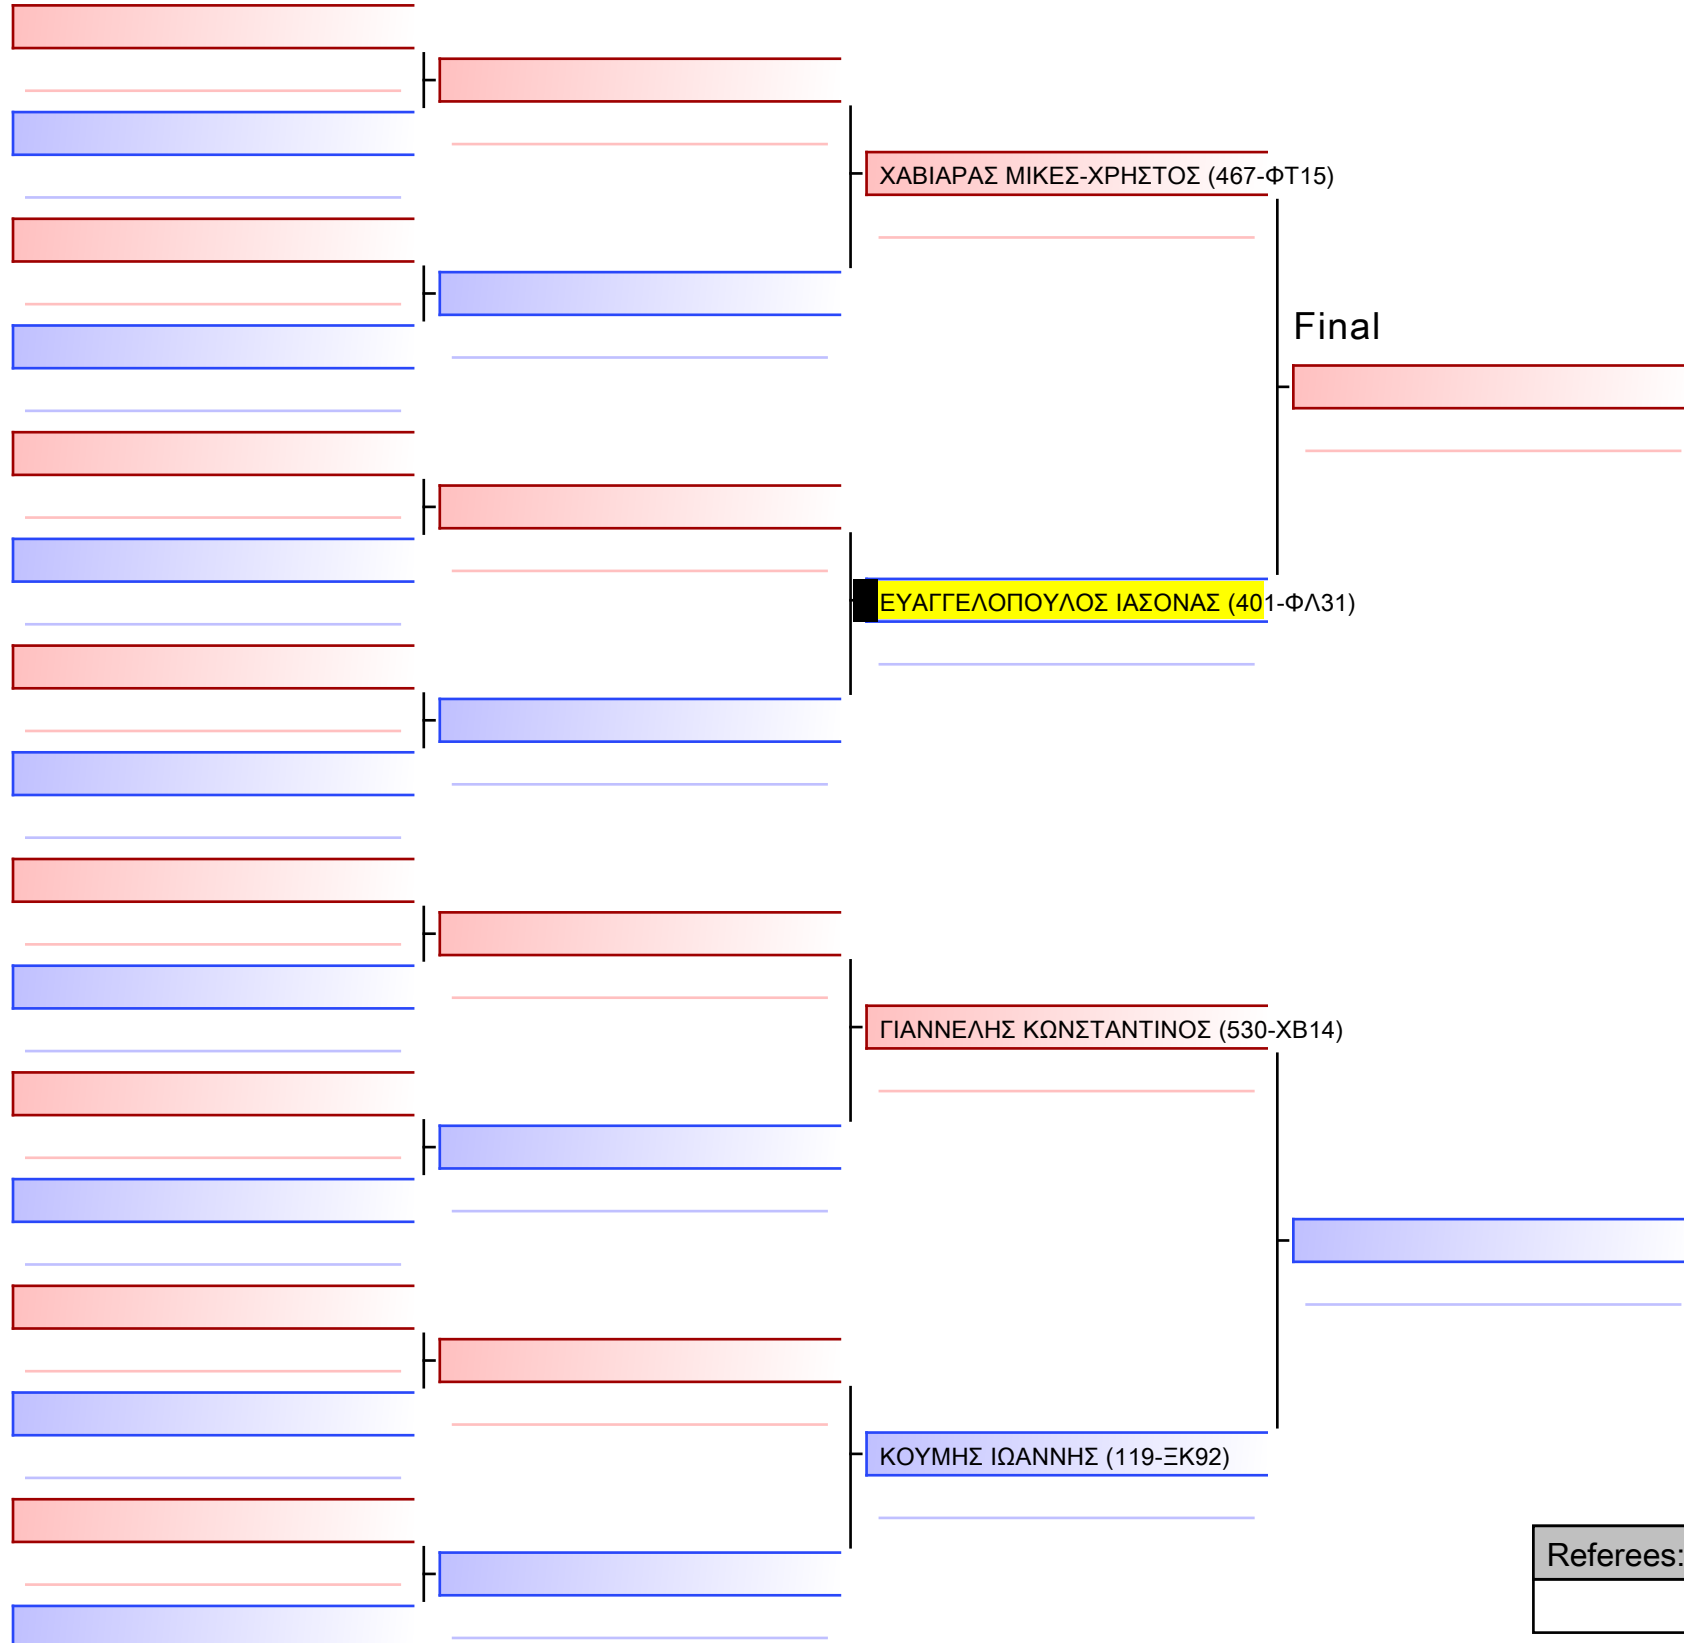 ΧΑΒΙΑΡΑΣ ΜΙΚΕΣ-ΧΡΗΣΤΟΣ (467-ΦΤ15)
Final
ΕΥΑΓΓΕΛΟΠΟΥΛΟΣ ΙΑΣΟΝΑΣ (401-ΦΛ31)
ΓΙΑΝΝΕΛΗΣ ΚΩΝΣΤΑΝΤΙΝΟΣ (530-ΧΒ14)
ΚΟΥΜΗΣ ΙΩΑΝΝΗΣ (119-ΞΚ92)
Referees: